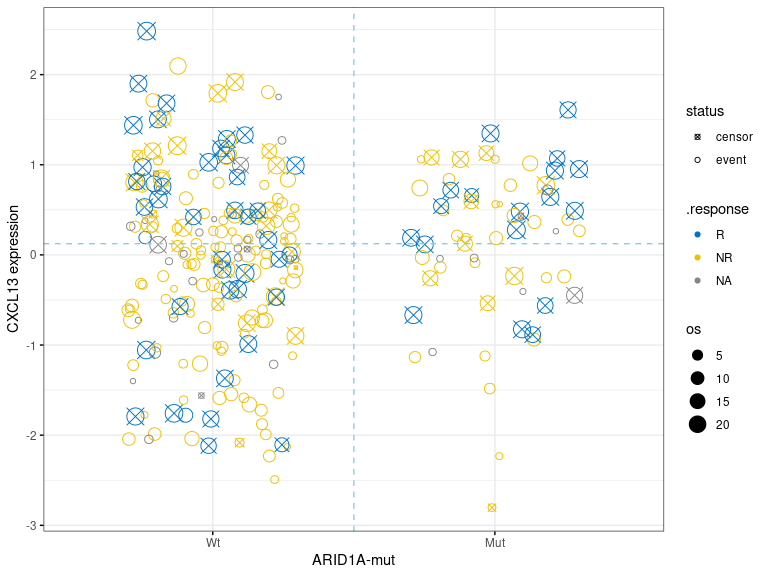 CXCL13 expression
2
1
0
-1
-2
-3
Wt
Mut
ARID1A-mut
status
censor
event
.response
R
NR
NA
os
5
10
15
20